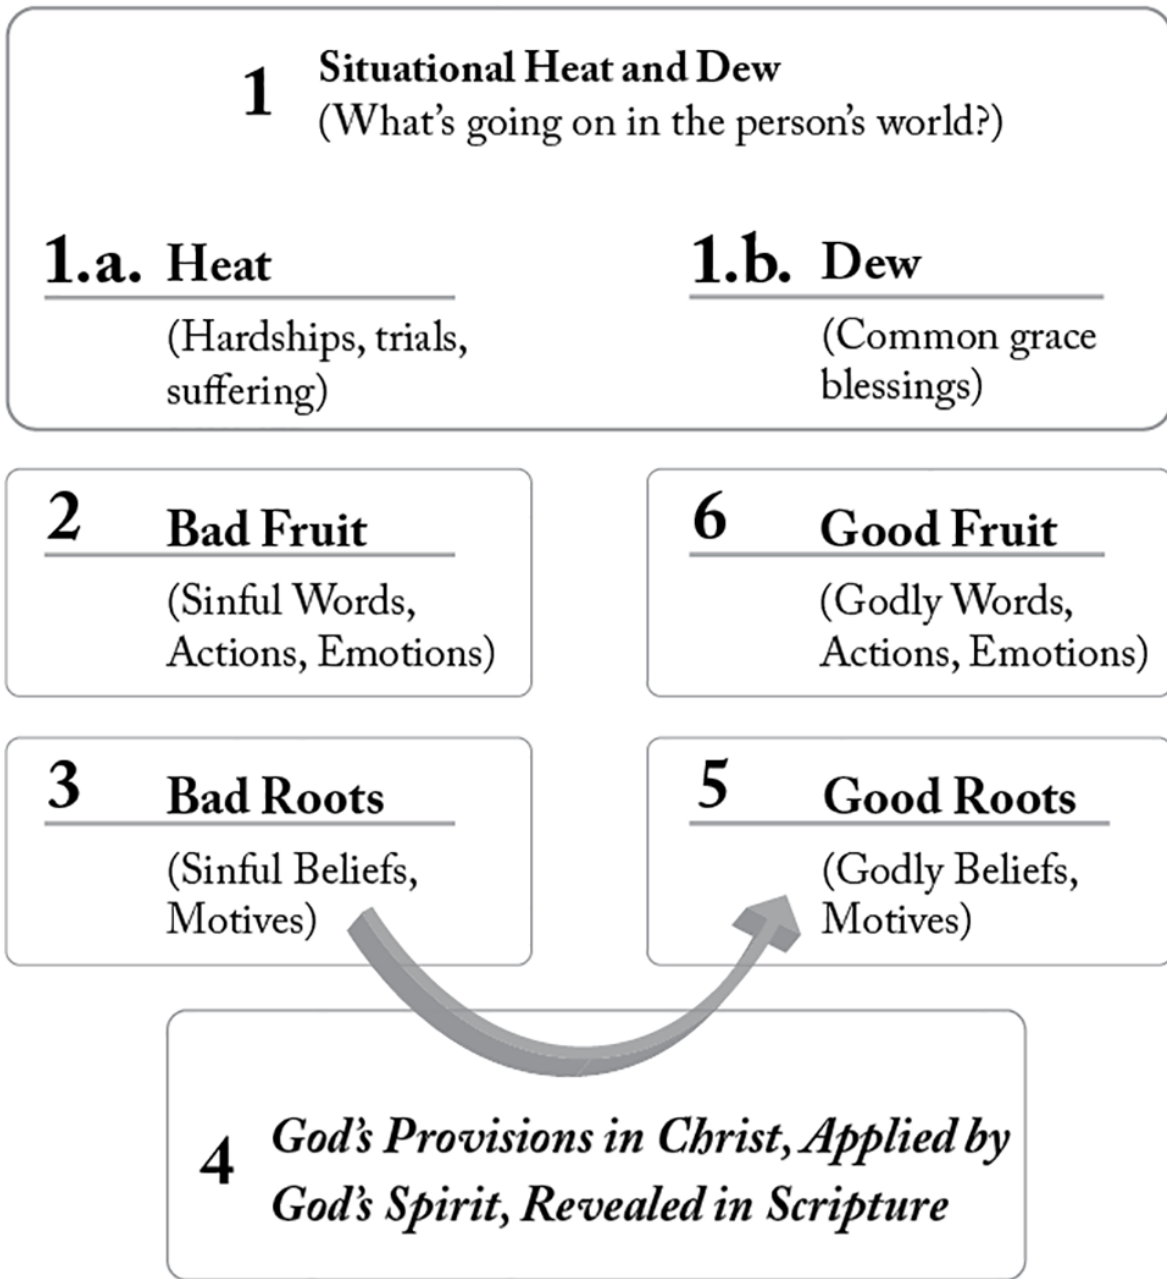 1 Situational Heat and Dew
(What’s going on in the person’s world?)
1.a. Heat
(Hardships, trials,
suffering)
1.b. Dew
(Common grace
blessings)
2 Bad Fruit
(Sinful Words,
Actions, Emotions)
6 Good Fruit
(Godly Words,
Actions, Emotions)
3 Bad Roots
(Sinful Beliefs,
Motives)
5 Good Roots
(Godly Beliefs,
Motives)
4 God’s Provisions in Christ, Applied by
God’s Spirit, Revealed in Scripture